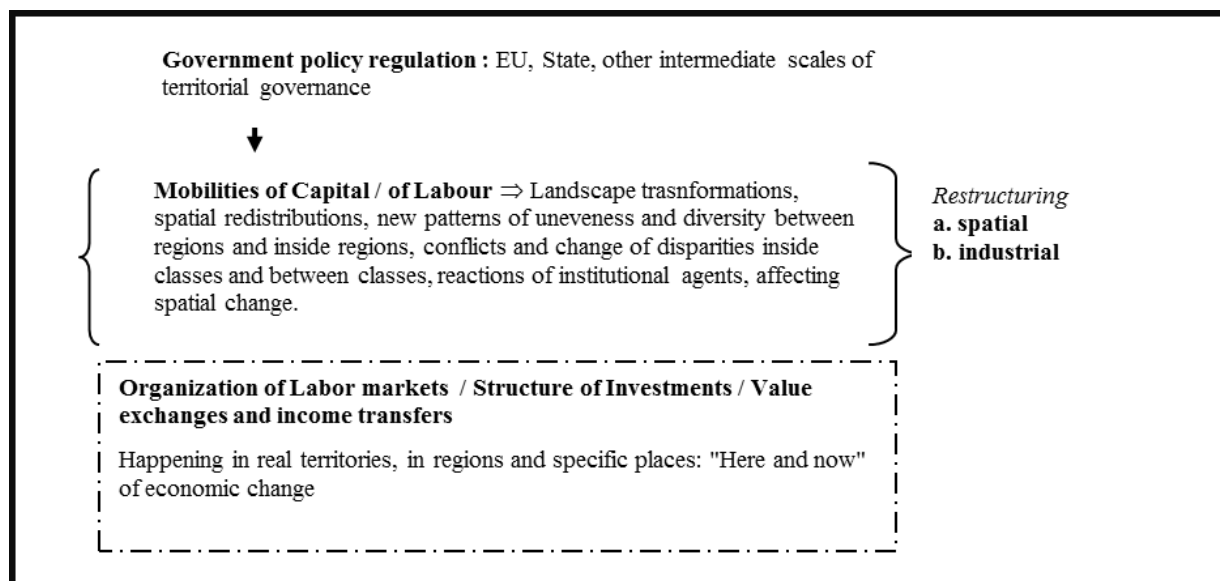 Government policy regulation : EU, State, other intermediate scales of
territorial governance
Mobilities of Capital / of Labour ⇒ Landscape trasnformations,
spatial redistributions, new patterns of uneveness and diversity between
regions and inside regions, conflicts and change of disparities inside
classes and between classes, reactions of institutional agents, affecting
spatial change.
Restructuring
a. spatial
b. industrial
Organization of Labor markets / Structure of Investments / Value
exchanges and income transfers
Happening in real territories, in regions and specific places: "Here and now"
of economic change